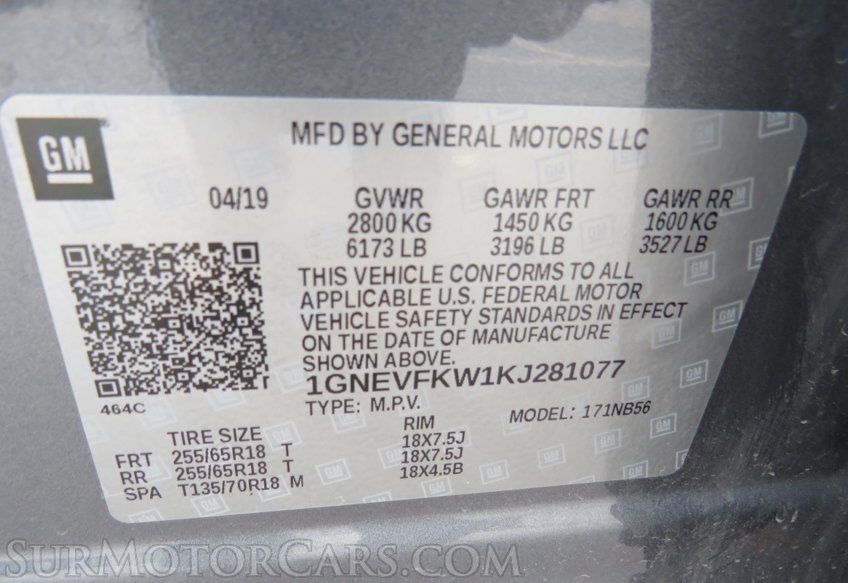 GM
MFD BY GENERAL MOTORS LLC
04/19 GVWR GAWR FRT GAWR RR
2800 KG 1450 KG 1600 KG
6173 LB 3196 LB 3527 LB
THIS VEHICLE CONFORMS TO ALL
APPLICABLE U.S. FEDERAL MOTOR
VEHICLE SAFETY STANDARDS IN EFFECT
ON THE DATE OF MANUFACTURE
SHOWN ABOVE.
1GNEVFKW1KJ281077
464C
TYPE: M.P.V. MODEL: 171NB56
TIRE SIZE RIM
FRT 255/65R18 T 18X7.5J
RR 255/65R18 T 18X7.5J
SPA T135/70R18 M 18X4.5B
SURMOTORCARS.COM